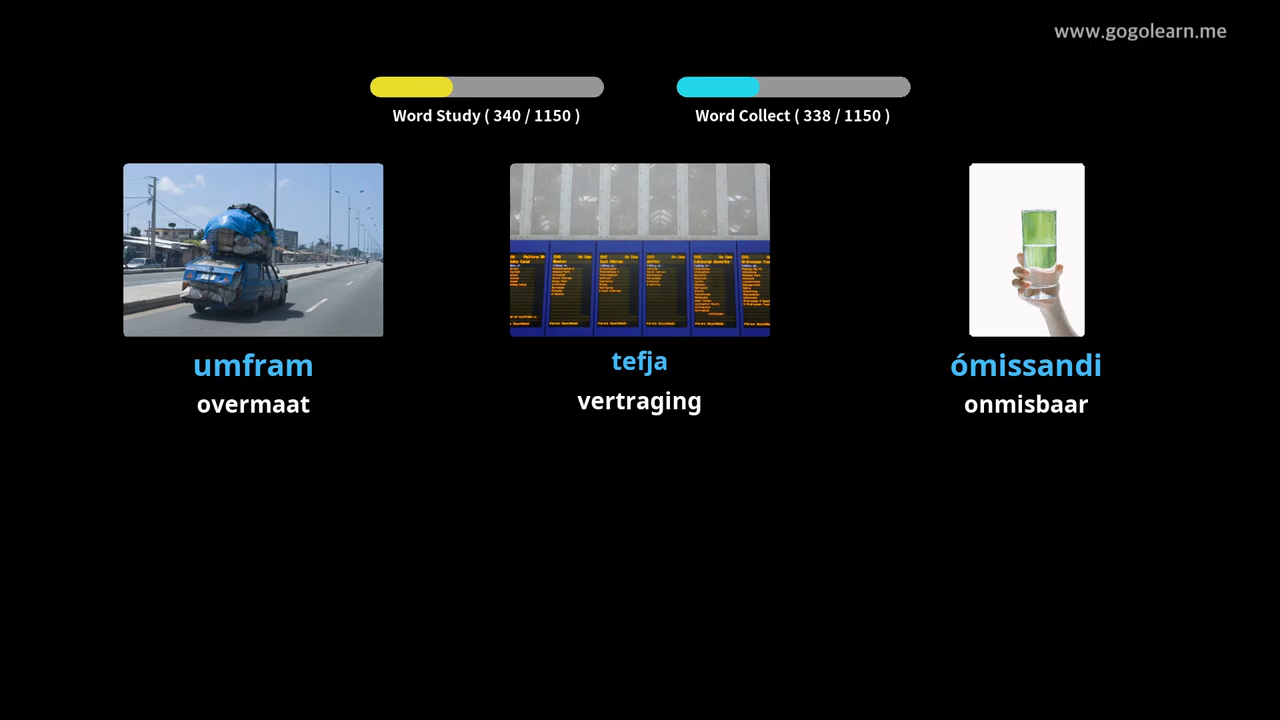 www.gogolearn.me
Word Study ( 340 / 1150 )
Word Collect ( 338 / 1150 )
umfram
tefja
ómissandi
overmaat
vertraging
onmisbaar